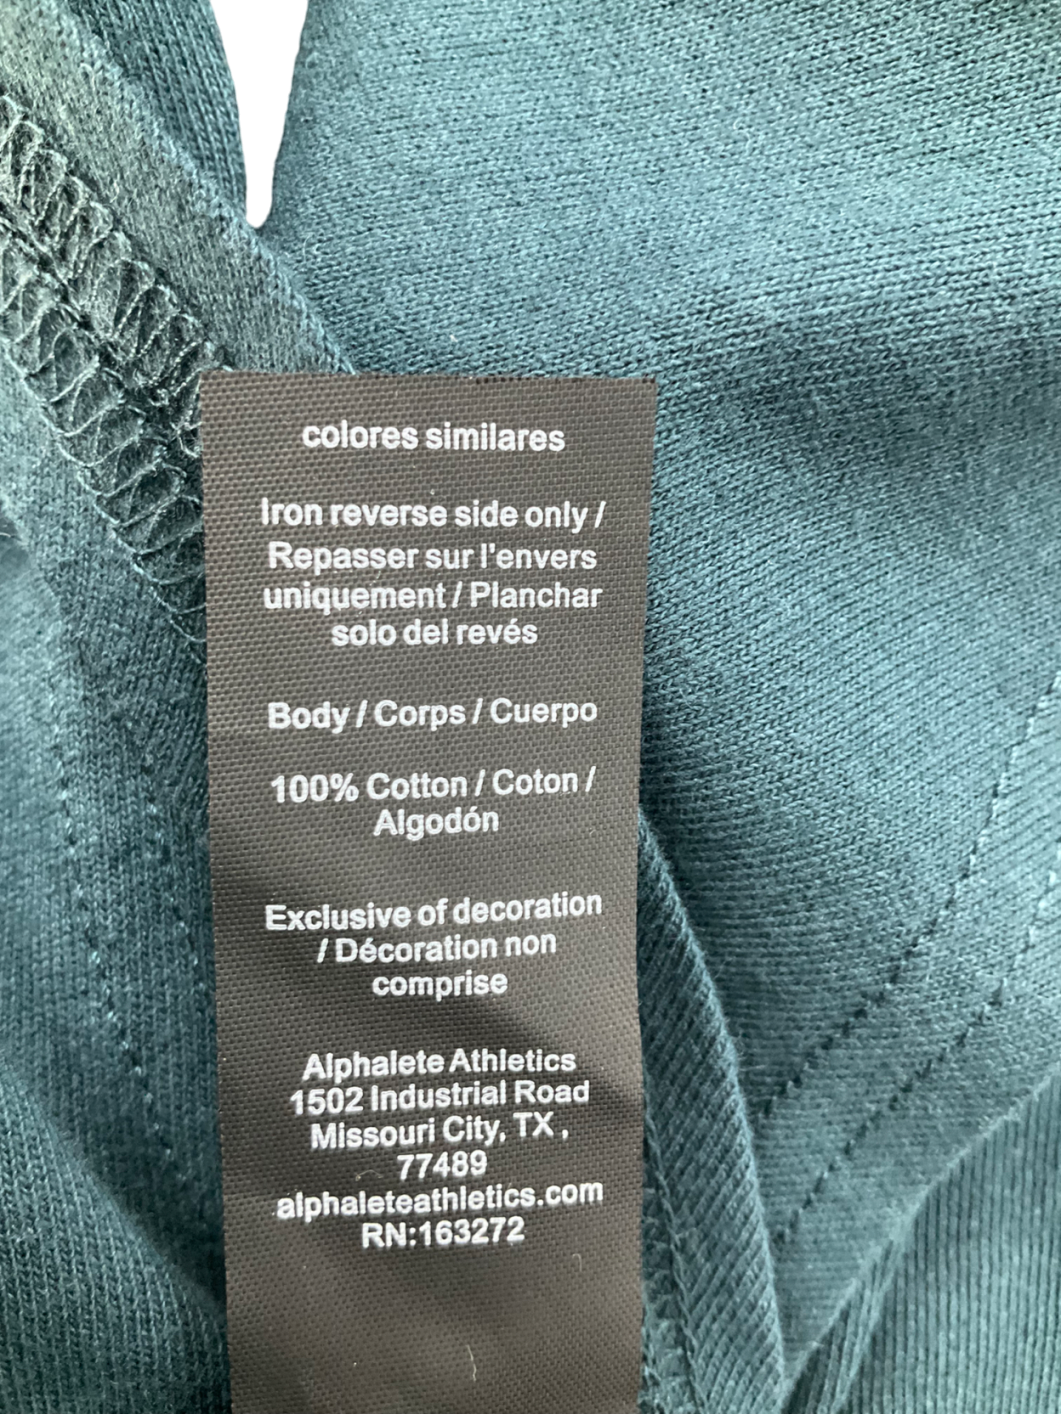 colores similares
Iron reverse side only /
Repasser sur l'envers
uniquement / Planchar
solo del revés
Body / Corps / Cuerpo
100% Cotton / Coton /
Algodón
Exclusive of decoration
/ Décoration non
comprise
Alphalete Athletics
1502 Industrial Road
Missouri City, TX ,
77489
alphaleteathletics.com
RN:163272